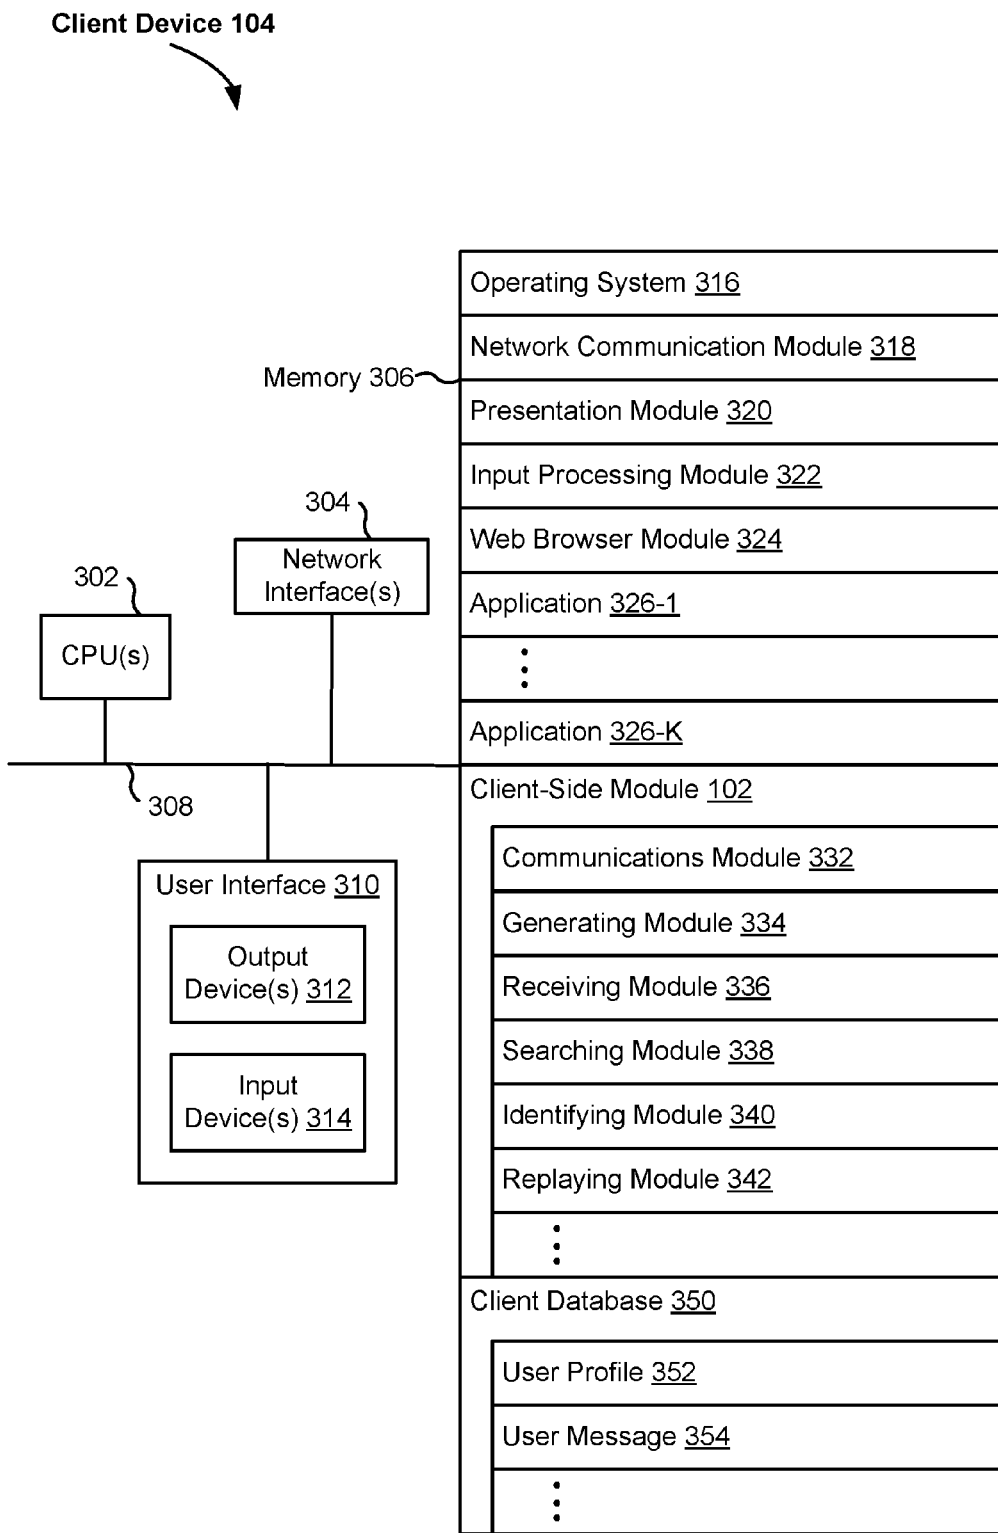 Client Device 104
Operating System 316
Network Communication Module 318
Memory 306
Presentation Module 320
Input Processing Module 322
304
Network
Interface(s)
Web Browser Module 324
302
CPU(s)
Application 326-1
Application 326-K
308
Client-Side Module 102
Communications Module 332
User Interface 310
Generating Module 334
Output
Device(s) 312
Receiving Module 336
Searching Module 338
Input
Device(s) 314
Identifying Module 340
Replaying Module 342
Client Database 350
User Profile 352
User Message 354